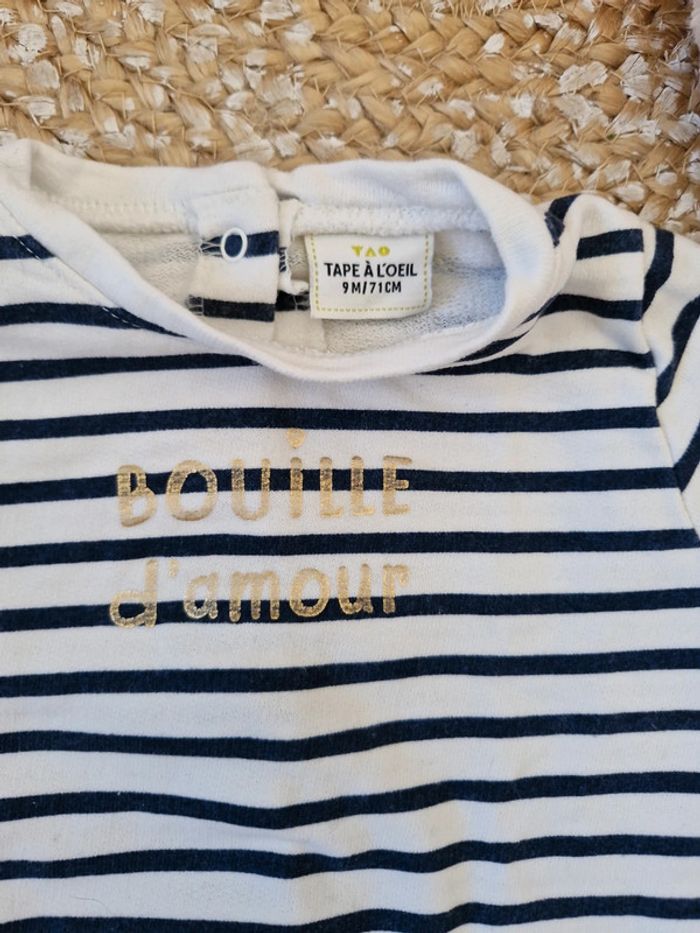 TAO
TAPE À L'OEIL
9M/71CM
BOUILLE
d'amour